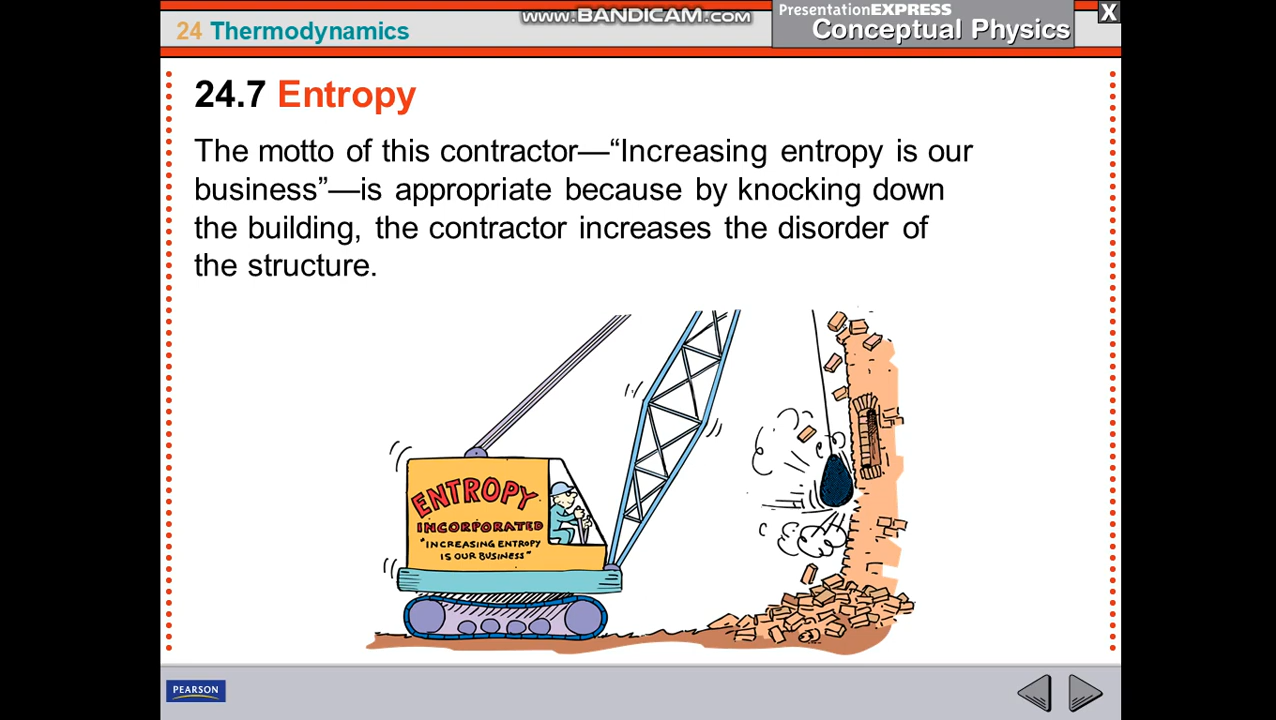 www.BANDICAM.com
PresentationEXPRESS
24 Thermodynamics
Conceptual Physics
X
24.7 Entropy
The motto of this contractor—“Increasing entropy is our
business”—is appropriate because by knocking down
the building, the contractor increases the disorder of
the structure.
ENTROPY
INCORPORATED
"INCREASING ENTROPY
IS OUR BUSINESS"
PEARSON